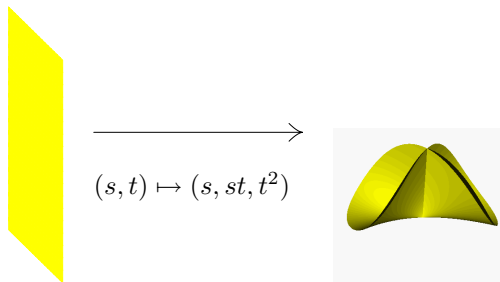 (s, t) ↦ (s, st, t²)